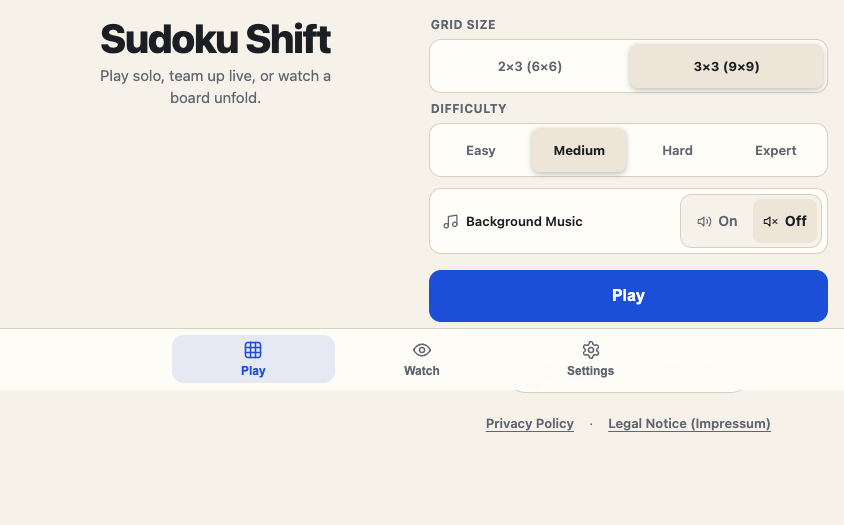 Sudoku Shift
Play solo, team up live, or watch a
board unfold.
GRID SIZE
2×3 (6×6)
3×3 (9×9)
DIFFICULTY
Easy
Medium
Hard
Expert
Background Music
On
Off
Play
Play
Watch
Settings
Privacy Policy · Legal Notice (Impressum)